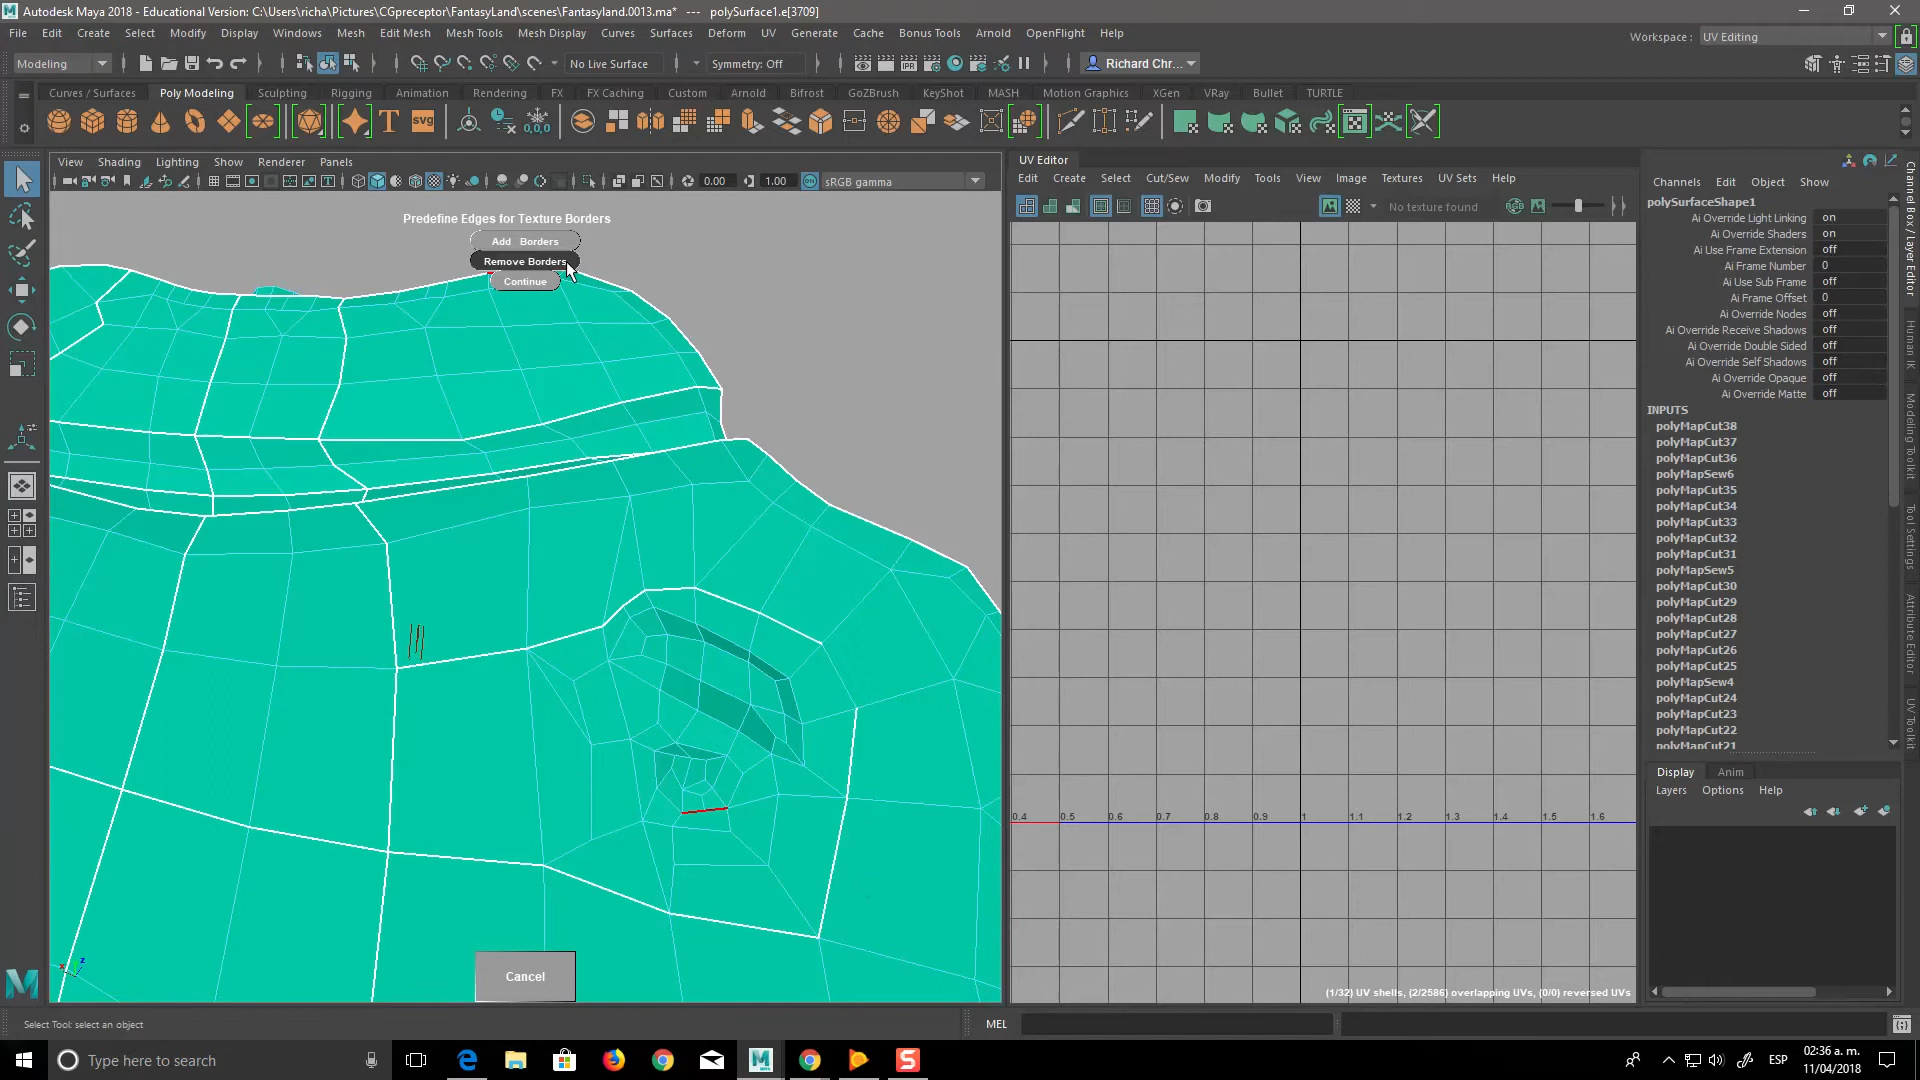 Autodesk Maya 2018 - Educational Version: C:\Users\richa\Pictures\CGpreceptor\FantasyLand\scenes\Fantasyland.0013.ma* --- polySurface1.e[3709]
File Edit Create Select Modify Display Windows Mesh Edit Mesh Mesh Tools Mesh Display Curves Surfaces Deform UV Generate Cache Bonus Tools Arnold OpenFlight Help
Workspace : UV Editing
Modeling No Live Surface Symmetry: Off Richard Chr...
Curves / Surfaces Poly Modeling Sculpting Rigging Animation Rendering FX FX Caching Custom Arnold Bifrost GoZBrush KeyShot MASH Motion Graphics XGen VRay Bullet TURTLE
T SVG 0,0,0
View Shading Lighting Show Renderer Panels
0.00 1.00 sRGB gamma
Predefine Edges for Texture Borders
Add Borders
Remove Borders
Continue
Cancel
UV Editor
Edit Create Select Cut/Sew Modify Tools View Image Textures UV Sets Help
No texture found
0.4 0.5 0.6 0.7 0.8 0.9 1 1.1 1.2 1.3 1.4 1.5 1.6
(1/32) UV shells, (2/2586) overlapping UVs, (0/0) reversed UVs
Channels Edit Object Show
polySurfaceShape1
Ai Override Light Linking on
Ai Override Shaders on
Ai Use Frame Extension off
Ai Frame Number 0
Ai Use Sub Frame off
Ai Frame Offset 0
Ai Override Nodes off
Ai Override Receive Shadows off
Ai Override Double Sided off
Ai Override Self Shadows off
Ai Override Opaque off
Ai Override Matte off
INPUTS
polyMapCut38
polyMapCut37
polyMapCut36
polyMapSew6
polyMapCut35
polyMapCut34
polyMapCut33
polyMapCut32
polyMapCut31
polyMapSew5
polyMapCut30
polyMapCut29
polyMapCut28
polyMapCut27
polyMapCut26
polyMapCut25
polyMapSew4
polyMapCut24
polyMapCut23
polyMapCut22
polyMapCut21
Display Anim
Layers Options Help
Channel Box / Layer Editor
Human IK
Modeling Toolkit
Tool Settings
Attribute Editor
UV Toolkit
x z
Select Tool: select an object
MEL
Type here to search
ESP
02:36 a. m.
11/04/2018